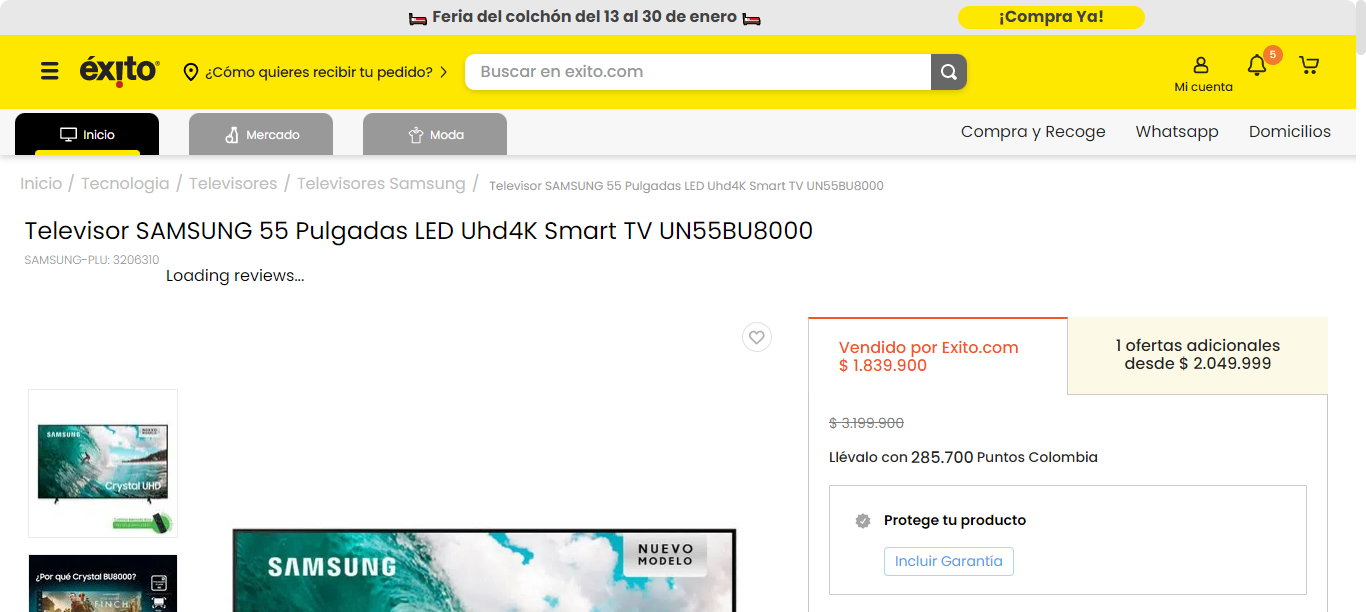 Feria del colchón del 13 al 30 de enero
¡Compra Ya!
éxito
¿Cómo quieres recibir tu pedido?
Buscar en exito.com
5
Mi cuenta
Inicio
Mercado
Moda
Compra y Recoge
Whatsapp
Domicilios
Inicio / Tecnologia / Televisores / Televisores Samsung / Televisor SAMSUNG 55 Pulgadas LED Uhd4K Smart TV UN55BU8000
Televisor SAMSUNG 55 Pulgadas LED Uhd4K Smart TV UN55BU8000
SAMSUNG-PLU: 3206310
Loading reviews...
Vendido por Exito.com
$ 1.839.900
1 ofertas adicionales
desde $ 2.049.999
$ 3.199.900
Llévalo con 285.700 Puntos Colombia
Protege tu producto
Incluir Garantía
SAMSUNG
NUEVO
MODELO
Crystal UHD
¿Por qué Crystal BU8000?
FINCH
SAMSUNG
NUEVO
MODELO